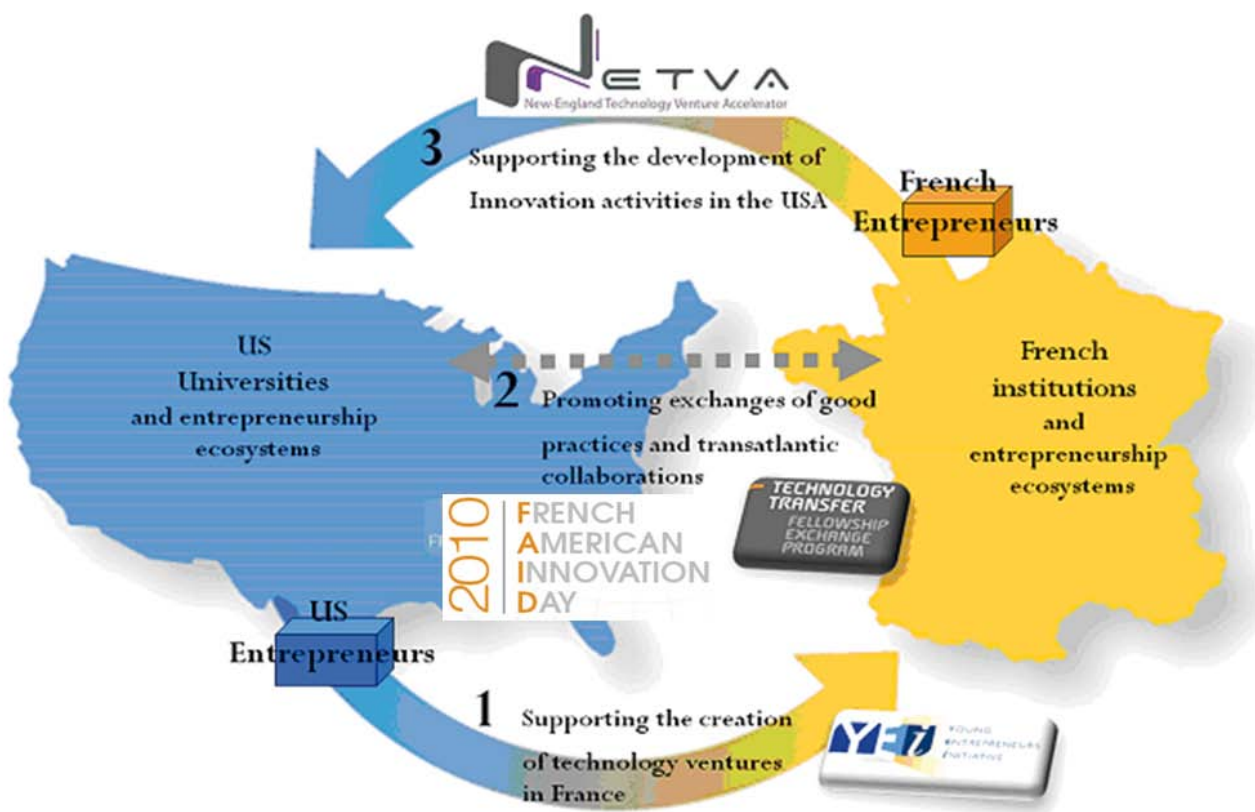 NETVA
New-England Technology Venture Accelerator
3 Supporting the development of
Innovation activities in the USA
French
Entrepreneurs
US
Universities
and entrepreneurship
ecosystems
2 Promoting exchanges of good
practices and transatlantic
collaborations
French
institutions
and
entrepreneurship
ecosystems
TECHNOLOGY
TRANSFER
FELLOWSHIP
EXCHANGE
PROGRAM
2010
FRENCH
AMERICAN
INNOVATION
DAY
US
Entrepreneurs
1 Supporting the creation
of technology ventures
in France
YEi
YOUNG
ENTREPRENEURS
INITIATIVE